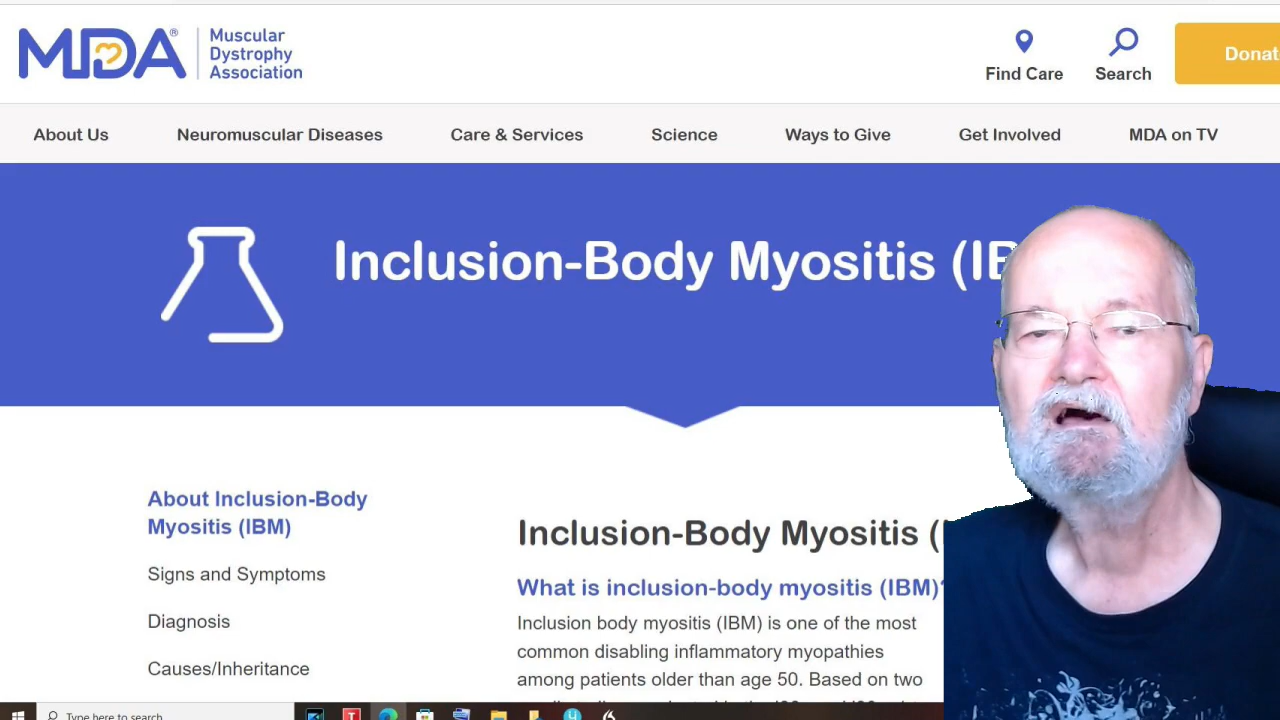 MDA®
Muscular
Dystrophy
Association
Find Care
Search
Donat
About Us
Neuromuscular Diseases
Care & Services
Science
Ways to Give
Get Involved
MDA on TV
Inclusion-Body Myositis (IB
About Inclusion-Body
Myositis (IBM)
Signs and Symptoms
Diagnosis
Causes/Inheritance
Inclusion-Body Myositis (
What is inclusion-body myositis (IBM)?
Inclusion body myositis (IBM) is one of the most
common disabling inflammatory myopathies
among patients older than age 50. Based on two
Type here to search